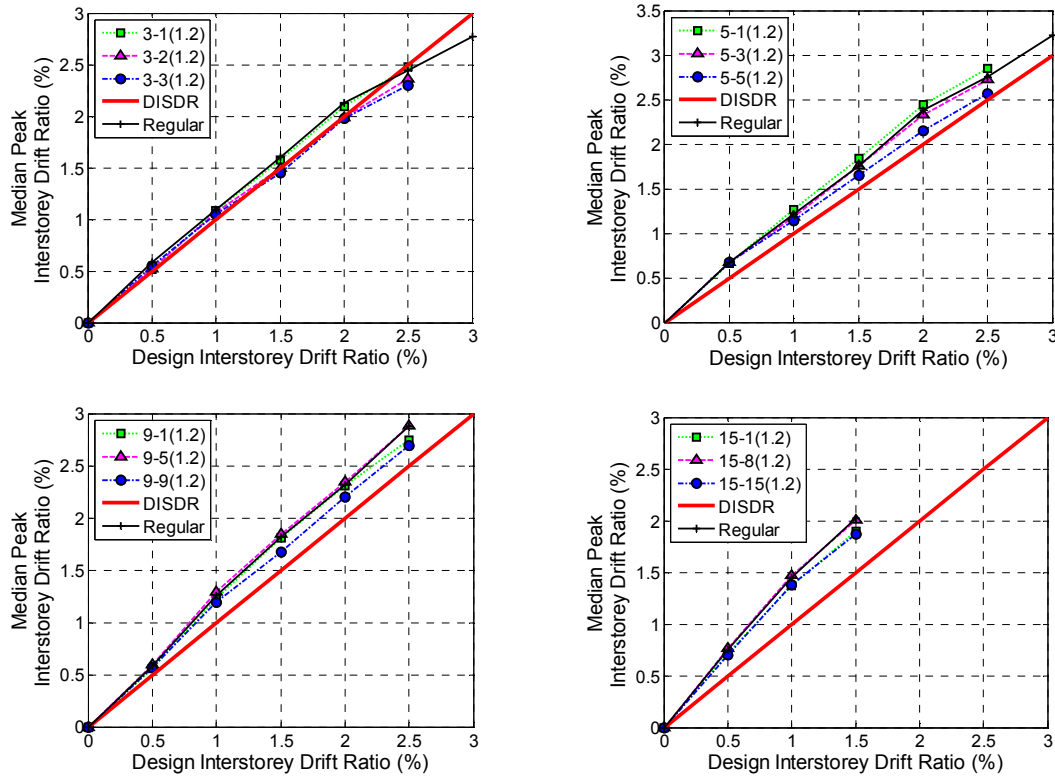 3
2.5
2
1.5
1
0.5
0
0 0.5 1 1.5 2 2.5 3
Median Peak
Interstorey Drift Ratio (%)
Design Interstorey Drift Ratio (%)
3-1(1.2)
3-2(1.2)
3-3(1.2)
DISDR
Regular
3.5
3
2.5
2
1.5
1
0.5
0
0 0.5 1 1.5 2 2.5 3
Median Peak
Interstorey Drift Ratio (%)
Design Interstorey Drift Ratio (%)
5-1(1.2)
5-3(1.2)
5-5(1.2)
DISDR
Regular
3
2.5
2
1.5
1
0.5
0
0 0.5 1 1.5 2 2.5 3
Median Peak
Interstorey Drift Ratio (%)
Design Interstorey Drift Ratio (%)
9-1(1.2)
9-5(1.2)
9-9(1.2)
DISDR
Regular
3
2.5
2
1.5
1
0.5
0
0 0.5 1 1.5 2 2.5 3
Median Peak
Interstorey Drift Ratio (%)
Design Interstorey Drift Ratio (%)
15-1(1.2)
15-8(1.2)
15-15(1.2)
DISDR
Regular